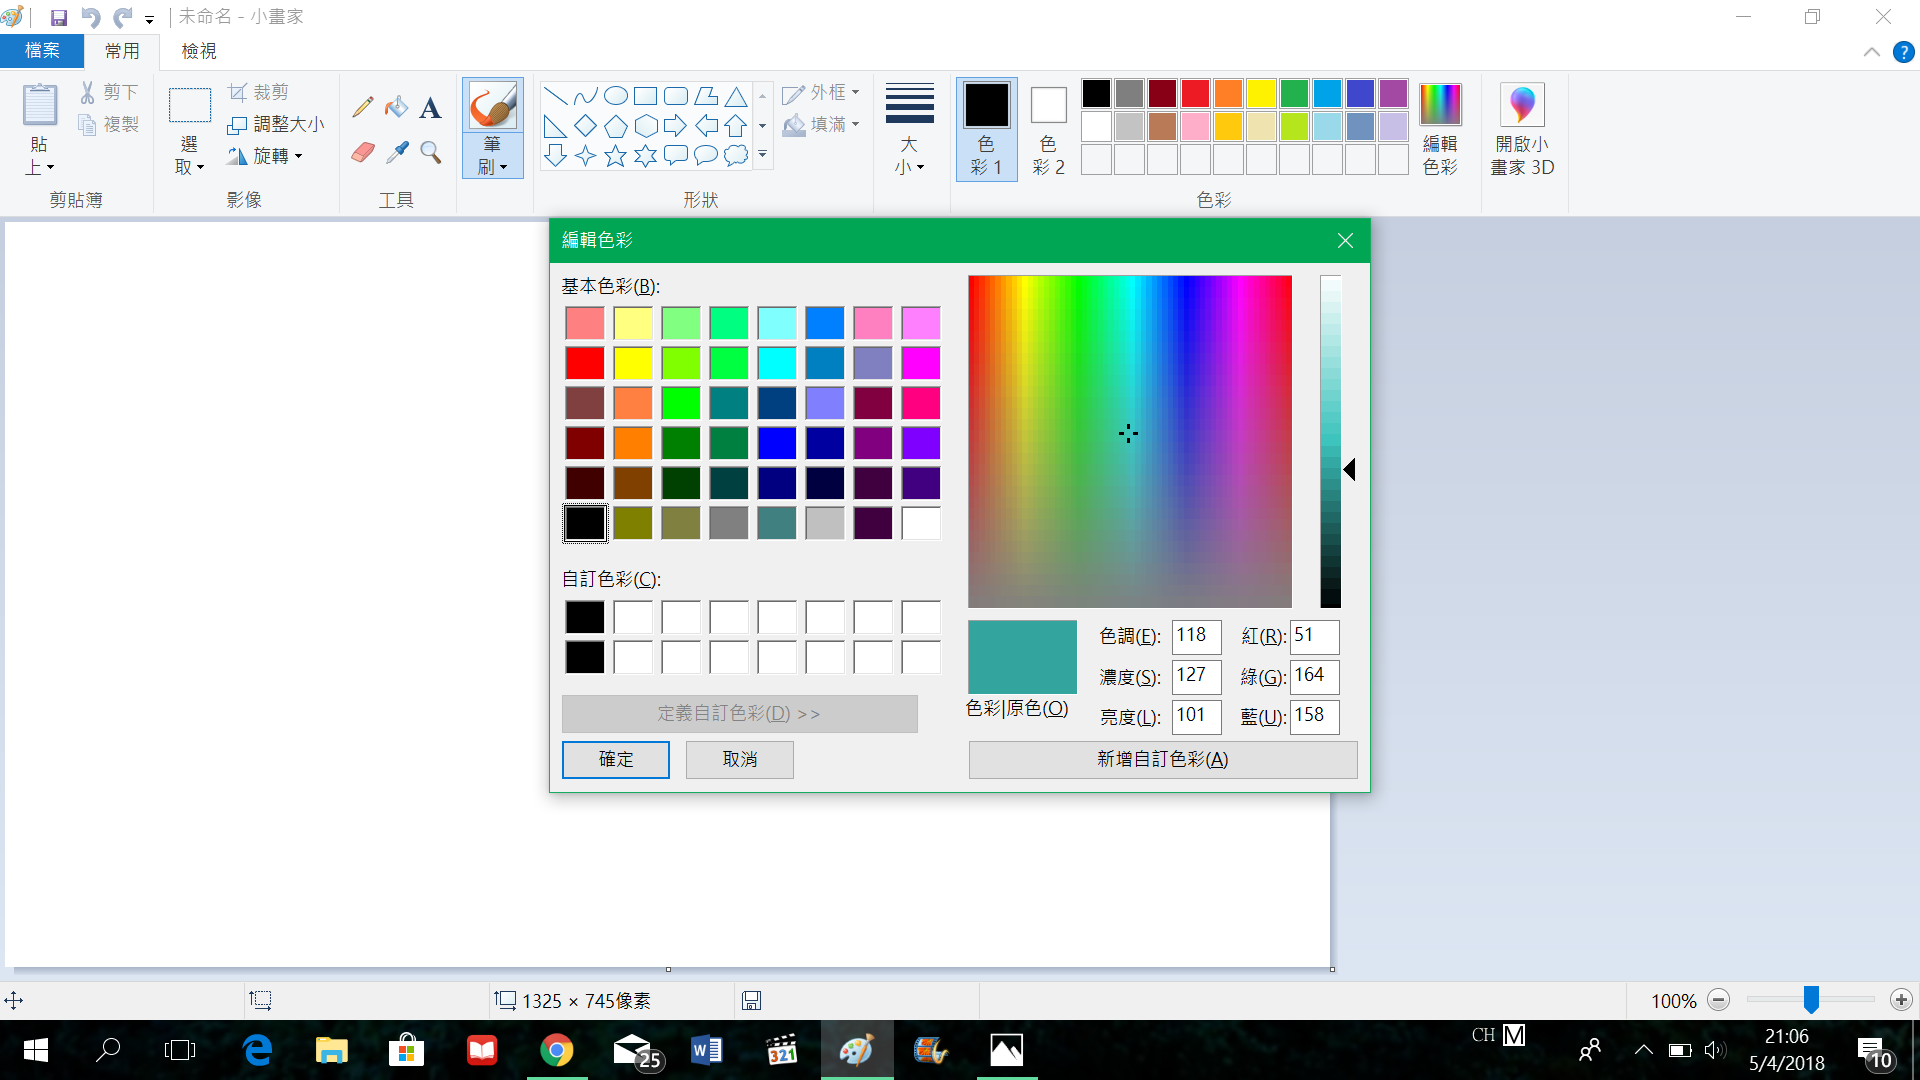 未命名 - 小畫家
檔案
常用
檢視
貼上
剪下
複製
剪貼簿
選取
裁剪
調整大小
旋轉
影像
A
工具
筆刷
形狀
外框
填滿
大小
色彩 1
色彩 2
色彩
編輯色彩
開啟小畫家 3D
?
編輯色彩
基本色彩(B):
自訂色彩(C):
定義自訂色彩(D) >>
確定
取消
色彩|原色(O)
色調(E): 118
濃度(S): 127
亮度(L): 101
紅(R): 51
綠(G): 164
藍(U): 158
新增自訂色彩(A)
1325 × 745像素
100%
25
W
321
CH M
21:06
5/4/2018
10